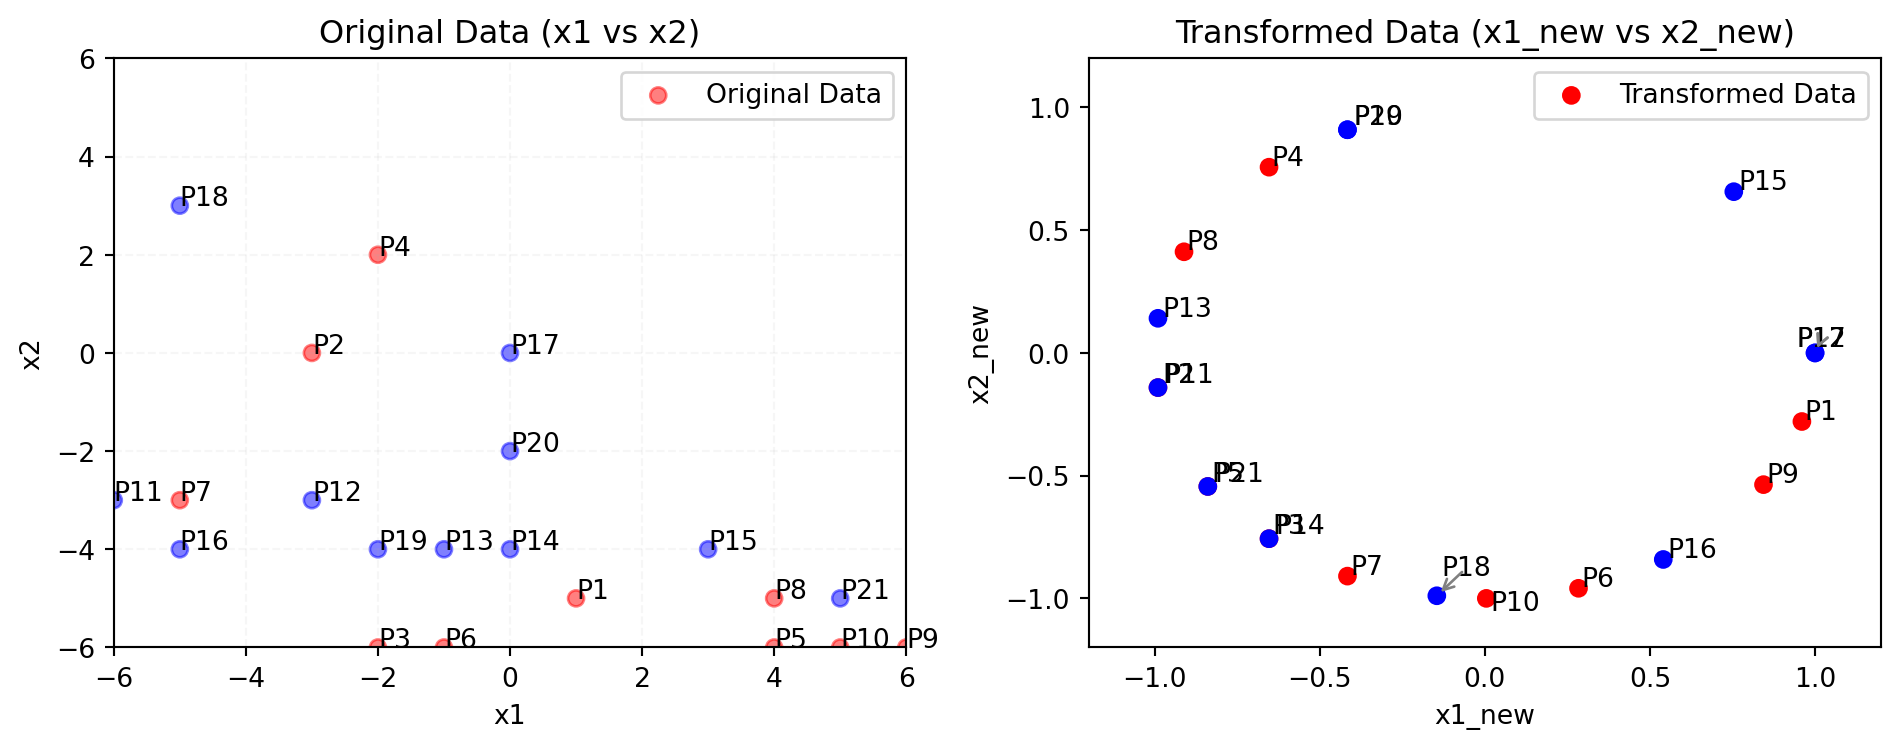 Original Data (x1 vs x2)
Original Data
6
4
2
0
−2
−4
−6
x2
P18
P4
P2
P17
P20
P11
P7
P12
P16
P19
P13
P14
P15
P1
P8
P21
P3
P6
P5
P10
P9
−6
−4
−2
0
2
4
6
x1
Transformed Data (x1_new vs x2_new)
Transformed Data
1.0
0.5
0.0
−0.5
−1.0
x2_new
P4
P15
P8
P13
P1
P9
P16
P7
P18
P6
P10
−1.0
−0.5
0.0
0.5
1.0
x1_new